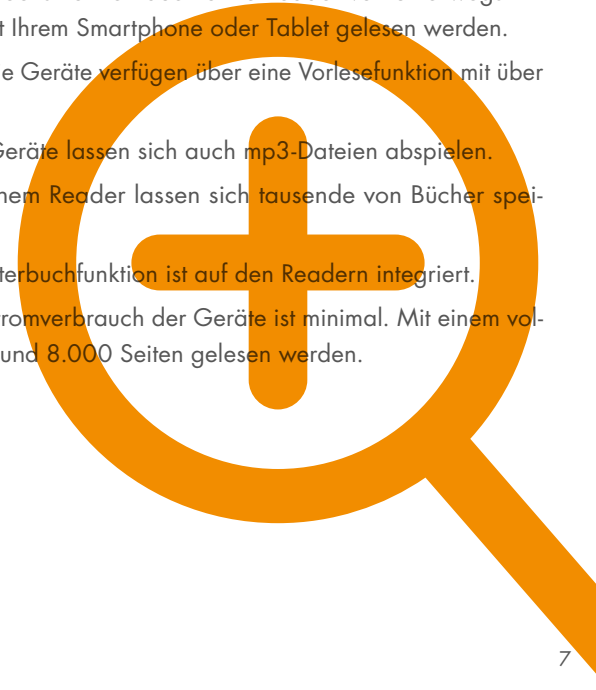 t Ihrem Smartphone oder Tablet gelesen werden.
e Geräte verfügen über eine Vorlesefunktion mit über
Geräte lassen sich auch mp3-Dateien abspielen.
nem Reader lassen sich tausende von Bücher spei-
terbuchfunktion ist auf den Readern integriert.
tromverbrauch der Geräte ist minimal. Mit einem vol-
und 8.000 Seiten gelesen werden.
7